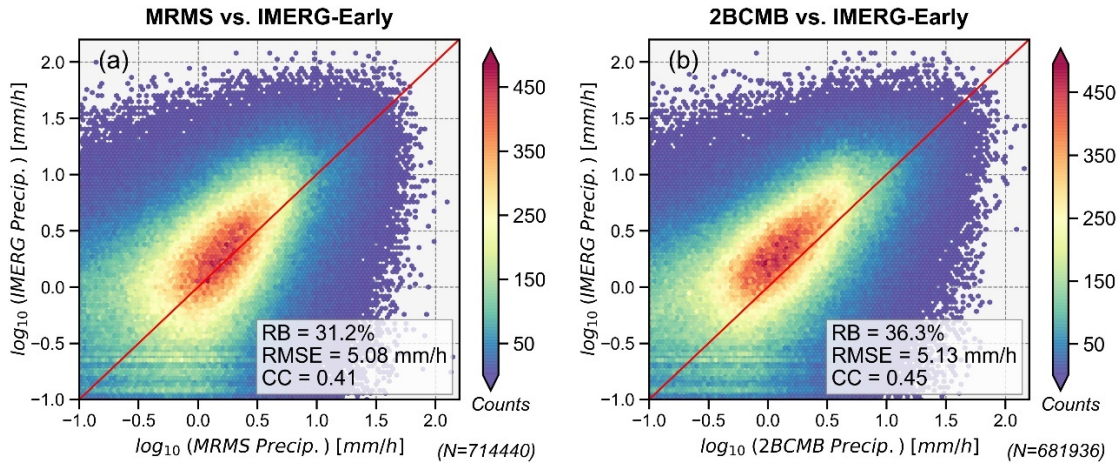 MRMS vs. IMERG-Early
(a)
log10 (IMERG Precip.) [mm/h]
2.0
1.5
1.0
0.5
0.0
−0.5
−1.0
RB = 31.2%
RMSE = 5.08 mm/h
CC = 0.41
−1.0 −0.5 0.0 0.5 1.0 1.5 2.0
log10 (MRMS Precip.) [mm/h]
(N=714440)
450
350
250
150
50
Counts
2BCMB vs. IMERG-Early
(b)
log10 (IMERG Precip.) [mm/h]
2.0
1.5
1.0
0.5
0.0
−0.5
−1.0
RB = 36.3%
RMSE = 5.13 mm/h
CC = 0.45
−1.0 −0.5 0.0 0.5 1.0 1.5 2.0
log10 (2BCMB Precip.) [mm/h]
(N=681936)
450
350
250
150
50
Counts